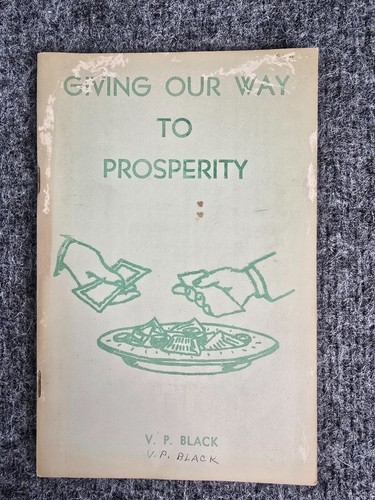 GIVING OUR WAY
TO
PROSPERITY
V. P. BLACK
V.P. BLACK